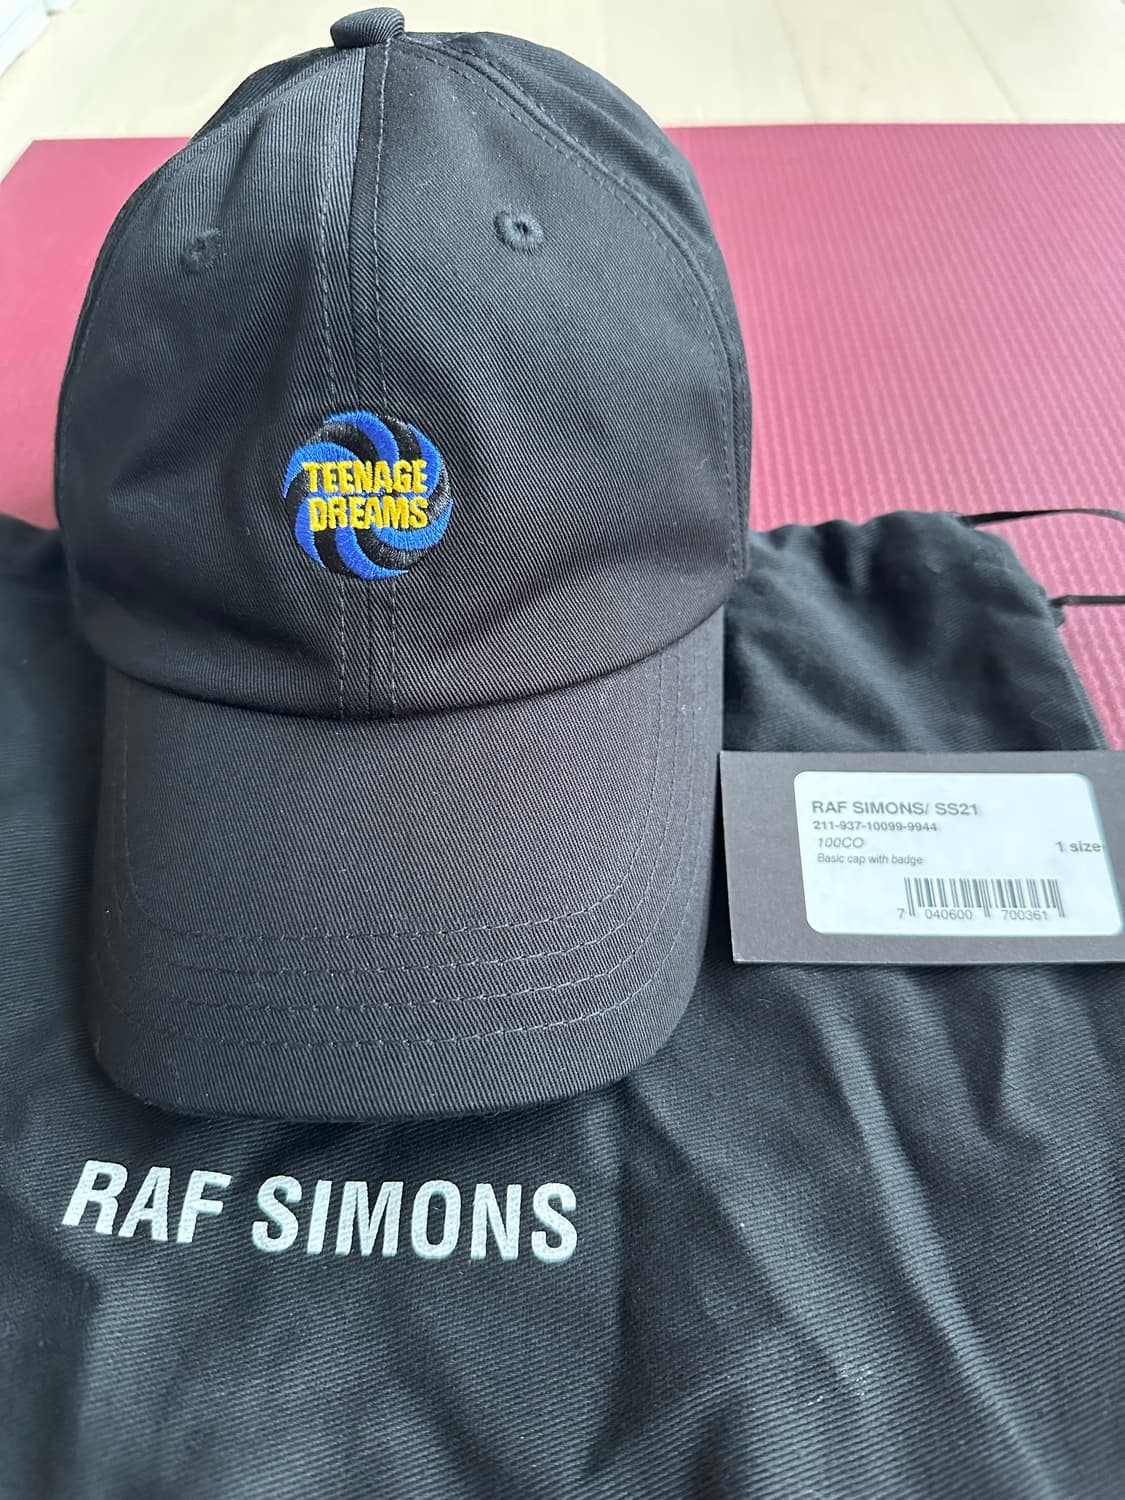 TEENAGE
DREAMS
RAF SIMONS/ SS21
211-937-10099-9944
100CO
1 size
Basic cap with badge
7 040600 700361
RAF SIMONS